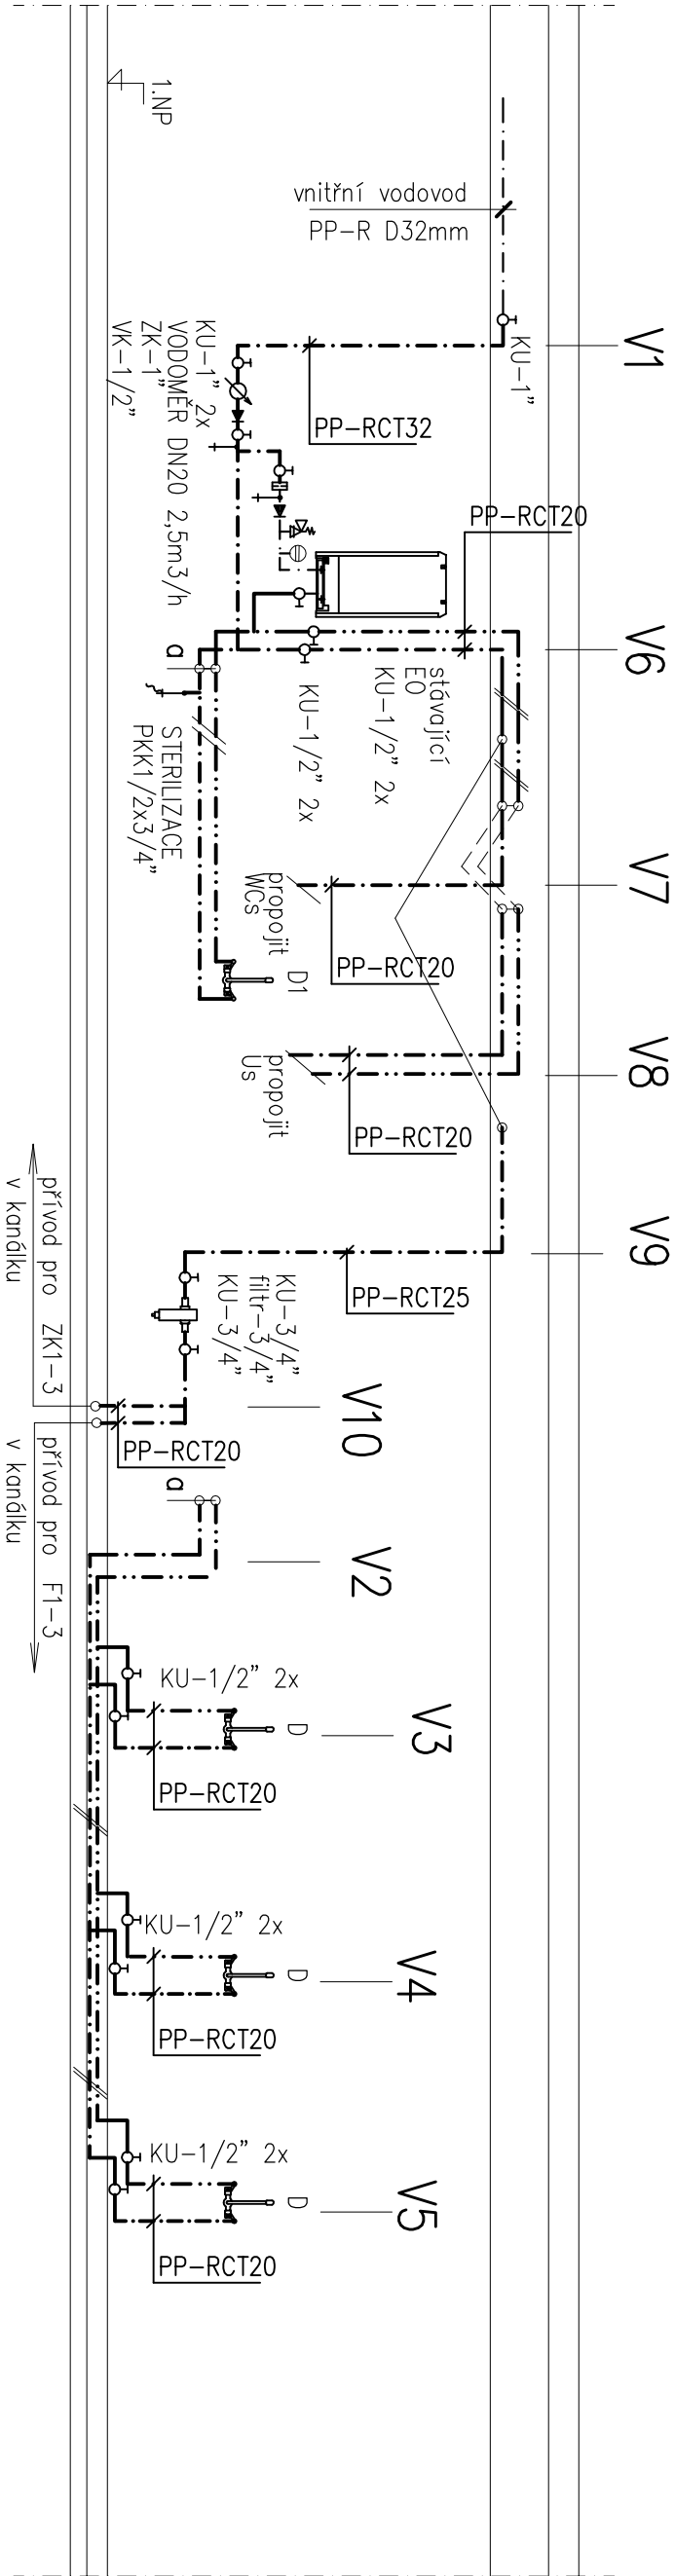 1.NP
vnitřní vodovod
PP-R D32mm
V1
KU-1"
KU-1" 2x
VODOMĚR DN20 2,5m3/h
ZK-1"
VK-1/2"
PP-RCT32
PP-RCT20
V6
a
stávající
EO
KU-1/2" 2x
KU-1/2" 2x
STERILIZACE
PKK1/2x3/4"
V7
propojit
WCs
PP-RCT20
D1
V8
propojit
Us
PP-RCT20
V9
PP-RCT25
KU-3/4"
filtr-3/4"
KU-3/4"
přívod pro ZK1-3
v kanálku
V10
PP-RCT20
přívod pro F1-3
v kanálku
a
V2
KU-1/2" 2x
D
V3
PP-RCT20
KU-1/2" 2x
D
V4
PP-RCT20
KU-1/2" 2x
D
V5
PP-RCT20